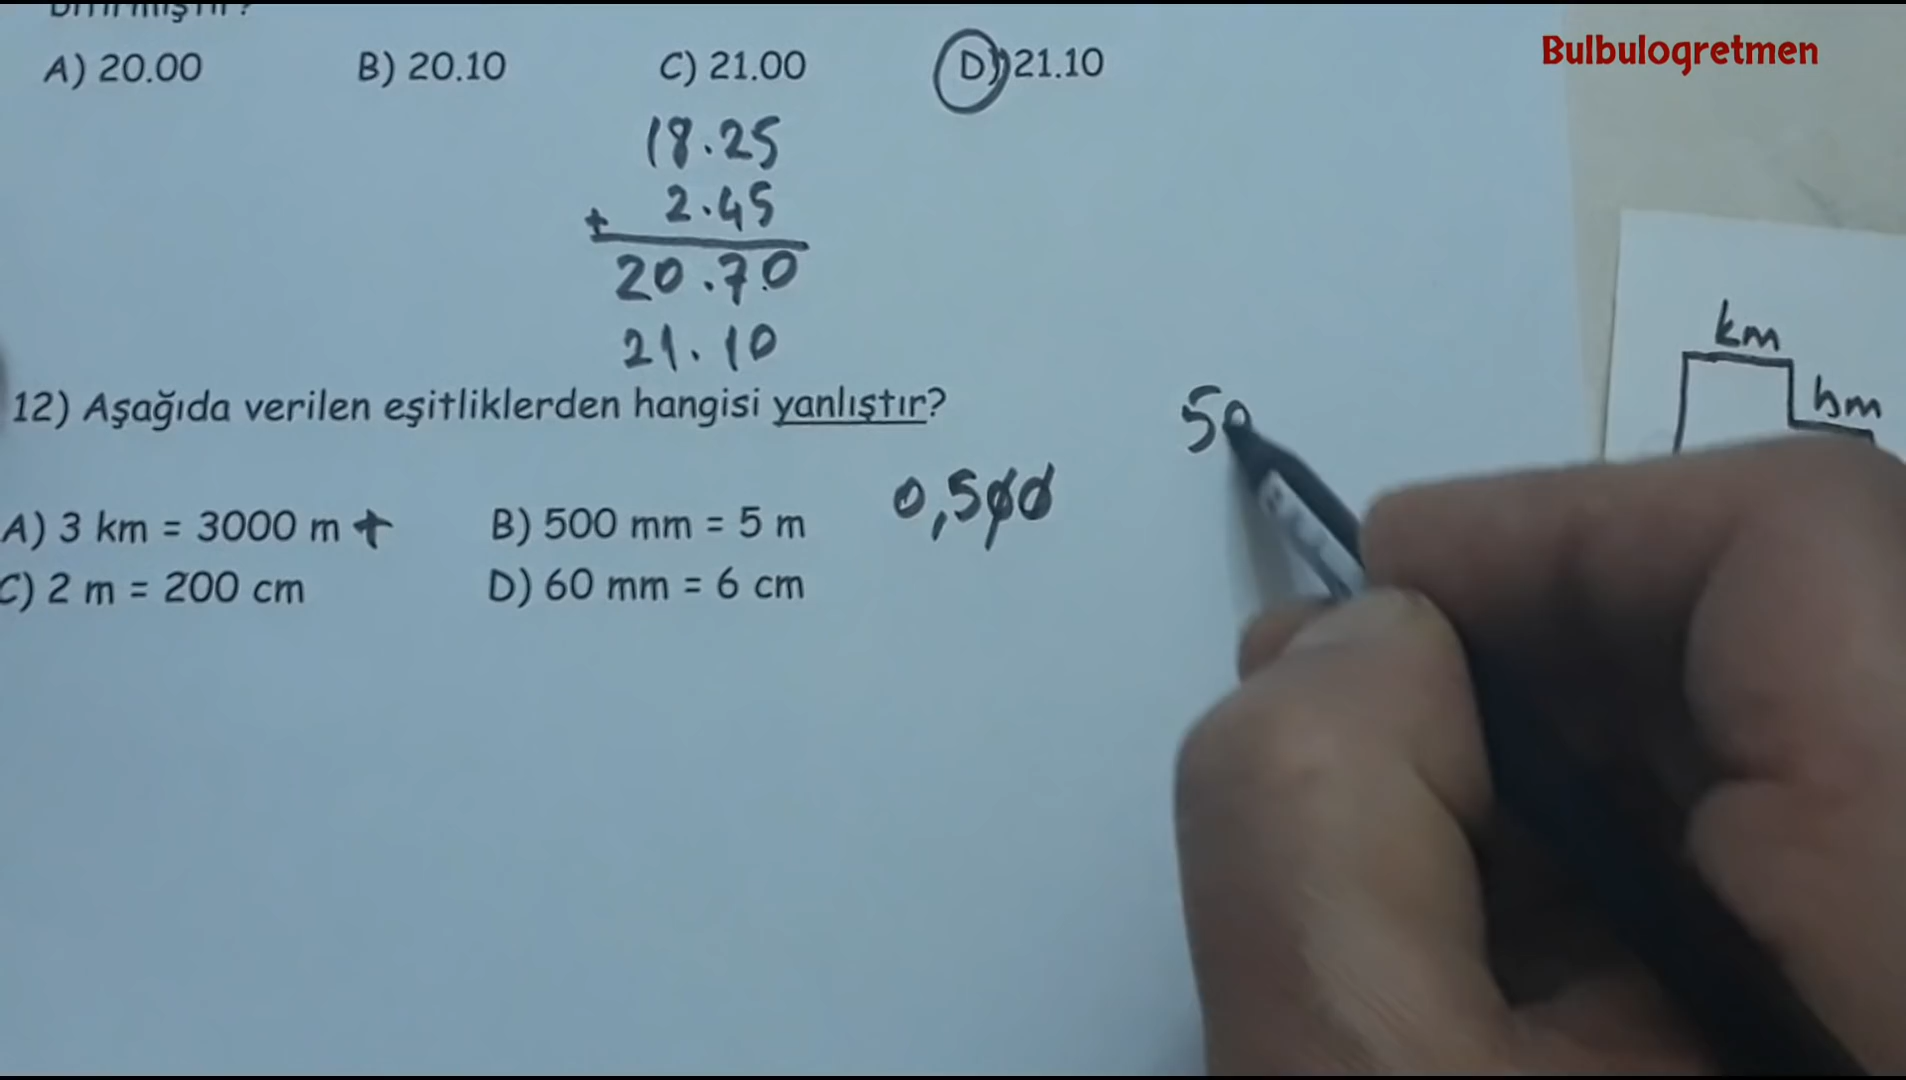 bitirmiştir?
Bulbulogretmen
A) 20.00 B) 20.10 C) 21.00 D) 21.10
18.25
+ 2.45
20.70
21.10
km
hm
12) Aşağıda verilen eşitliklerden hangisi yanlıştır?
50
0,500
A) 3 km = 3000 m + B) 500 mm = 5 m
C) 2 m = 200 cm D) 60 mm = 6 cm